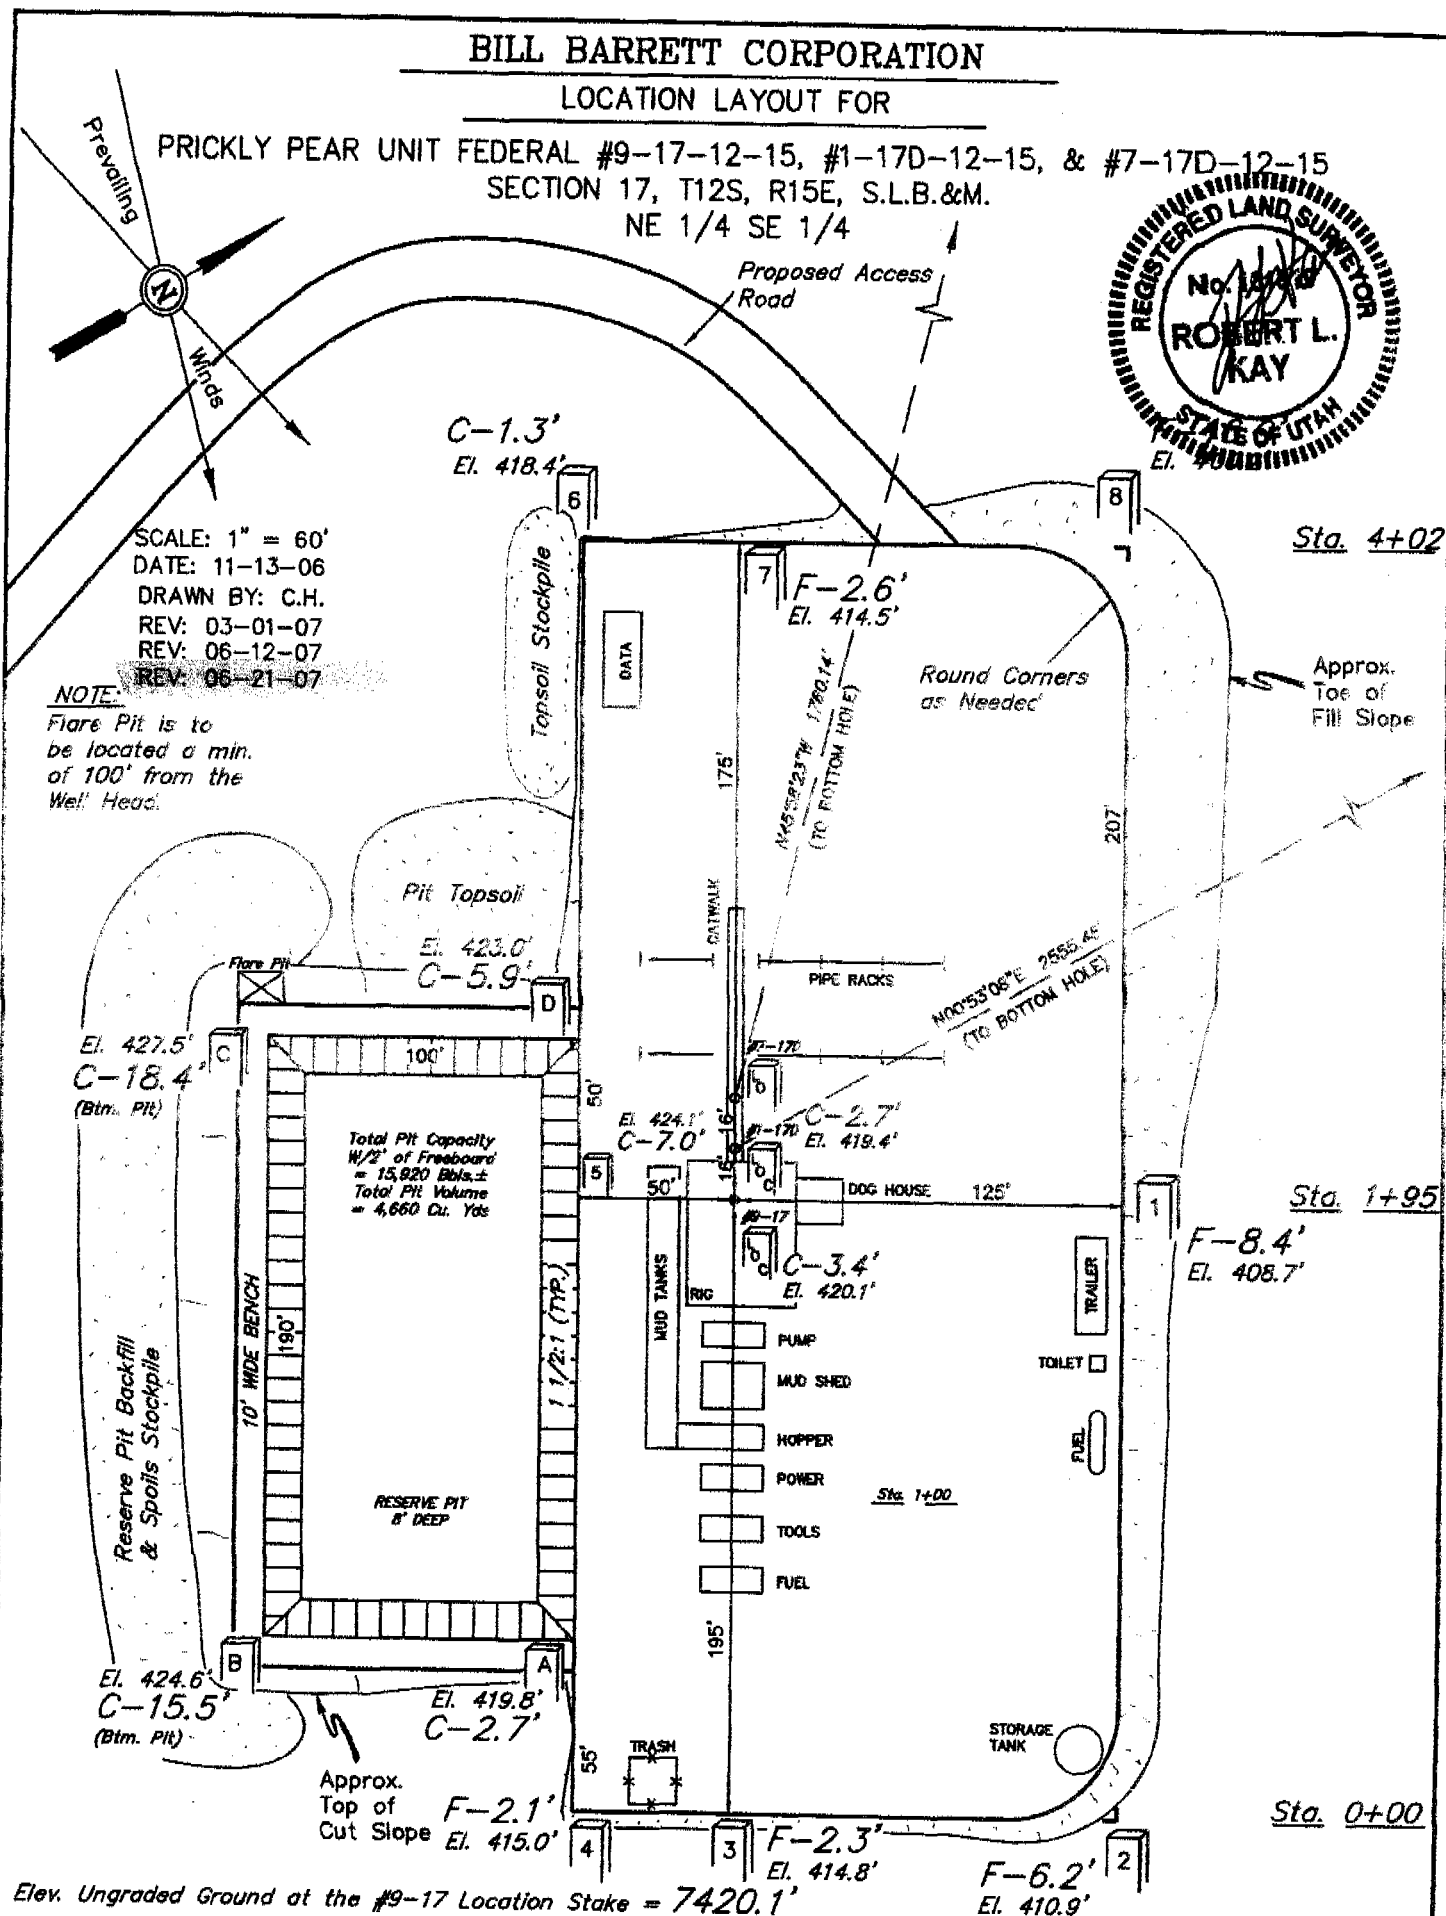 BILL BARRETT CORPORATION
LOCATION LAYOUT FOR
PRICKLY PEAR UNIT FEDERAL #9-17-12-15, #1-17D-12-15, & #7-17D-12-15
SECTION 17, T12S, R15E, S.L.B.&M.
NE 1/4 SE 1/4
Prevailing
N
Winds
Proposed Access
Road
REGISTERED LAND SURVEYOR
No.
ROBERT L.
KAY
STATE OF UTAH
El.
C-1.3'
El. 418.4'
6
8
Sta. 4+02
SCALE: 1" = 60'
DATE: 11-13-06
DRAWN BY: C.H.
REV: 03-01-07
REV: 06-12-07
REV: 06-21-07
NOTE:
Flare Pit is to
be located a min.
of 100' from the
Well Head.
Topsoil Stockpile
DATA
7
F-2.6'
El. 414.5'
Round Corners
as Needed
Approx.
Toe of
Fill Slope
175'
N45°58'23"W 1760.14'
(TO BOTTOM HOLE)
207'
Pit Topsoil
CATWALK
PIPE RACKS
N00°53'06"E
(TO BOTTOM HOLE)
El. 423.0'
C-5.9'
Flare Pit
D
El. 427.5'
C-18.4'
(Btm. Pit)
C
100'
50'
Total Pit Capacity
W/2' of Freeboard
= 15,920 Bbls.±
Total Pit Volume
= 4,660 Cu. Yds
El. 424.1'
C-7.0'
5
16'
16'
C-2.7'
El. 419.4'
50'
DOG HOUSE
125'
1
Sta. 1+95
F-8.4'
El. 408.7'
#9-17
C-3.4'
El. 420.1'
RIG
MUD TANKS
TRAILER
TOILET
FUEL
PUMP
MUD SHED
HOPPER
POWER
TOOLS
FUEL
Sta. 1+00
10' WIDE BENCH
190'
1 1/2:1 (TYP.)
Reserve Pit Backfill
& Spoils Stockpile
RESERVE PIT
8' DEEP
195'
B
A
El. 424.6'
C-15.5'
(Btm. Pit)
El. 419.8'
C-2.7'
Approx.
Top of
Cut Slope
55'
TRASH
STORAGE
TANK
F-2.1'
El. 415.0'
4
3
F-2.3'
El. 414.8'
F-6.2'
El. 410.9'
2
Sta. 0+00
Elev. Ungraded Ground at the #9-17 Location Stake = 7420.1'